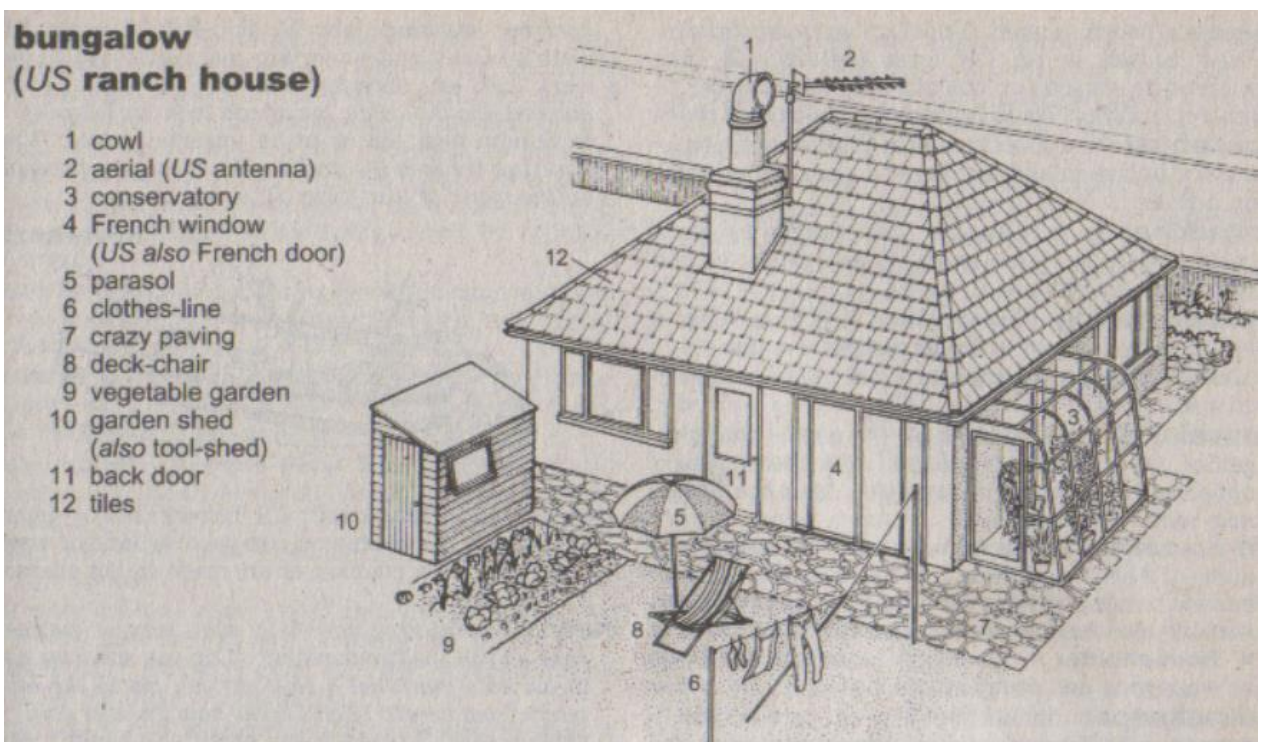 bungalow
(US ranch house)
1 cowl
2 aerial (US antenna)
3 conservatory
4 French window
(US also French door)
5 parasol
6 clothes-line
7 crazy paving
8 deck-chair
9 vegetable garden
10 garden shed
(also tool-shed)
11 back door
12 tiles
1
2
12
3
4
11
5
10
8
9
7
6